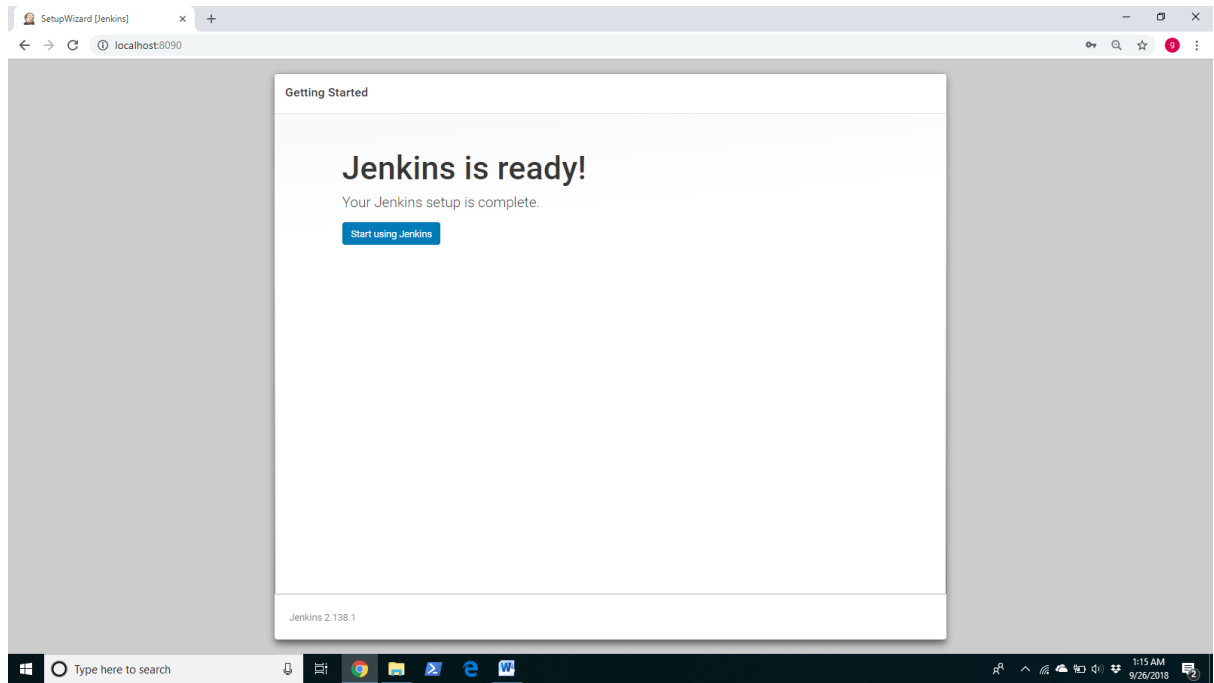 SetupWizard [Jenkins]
localhost:8090
g
Getting Started
Jenkins is ready!
Your Jenkins setup is complete.
Start using Jenkins
Jenkins 2.138.1
Type here to search
1:15 AM
9/26/2018
2